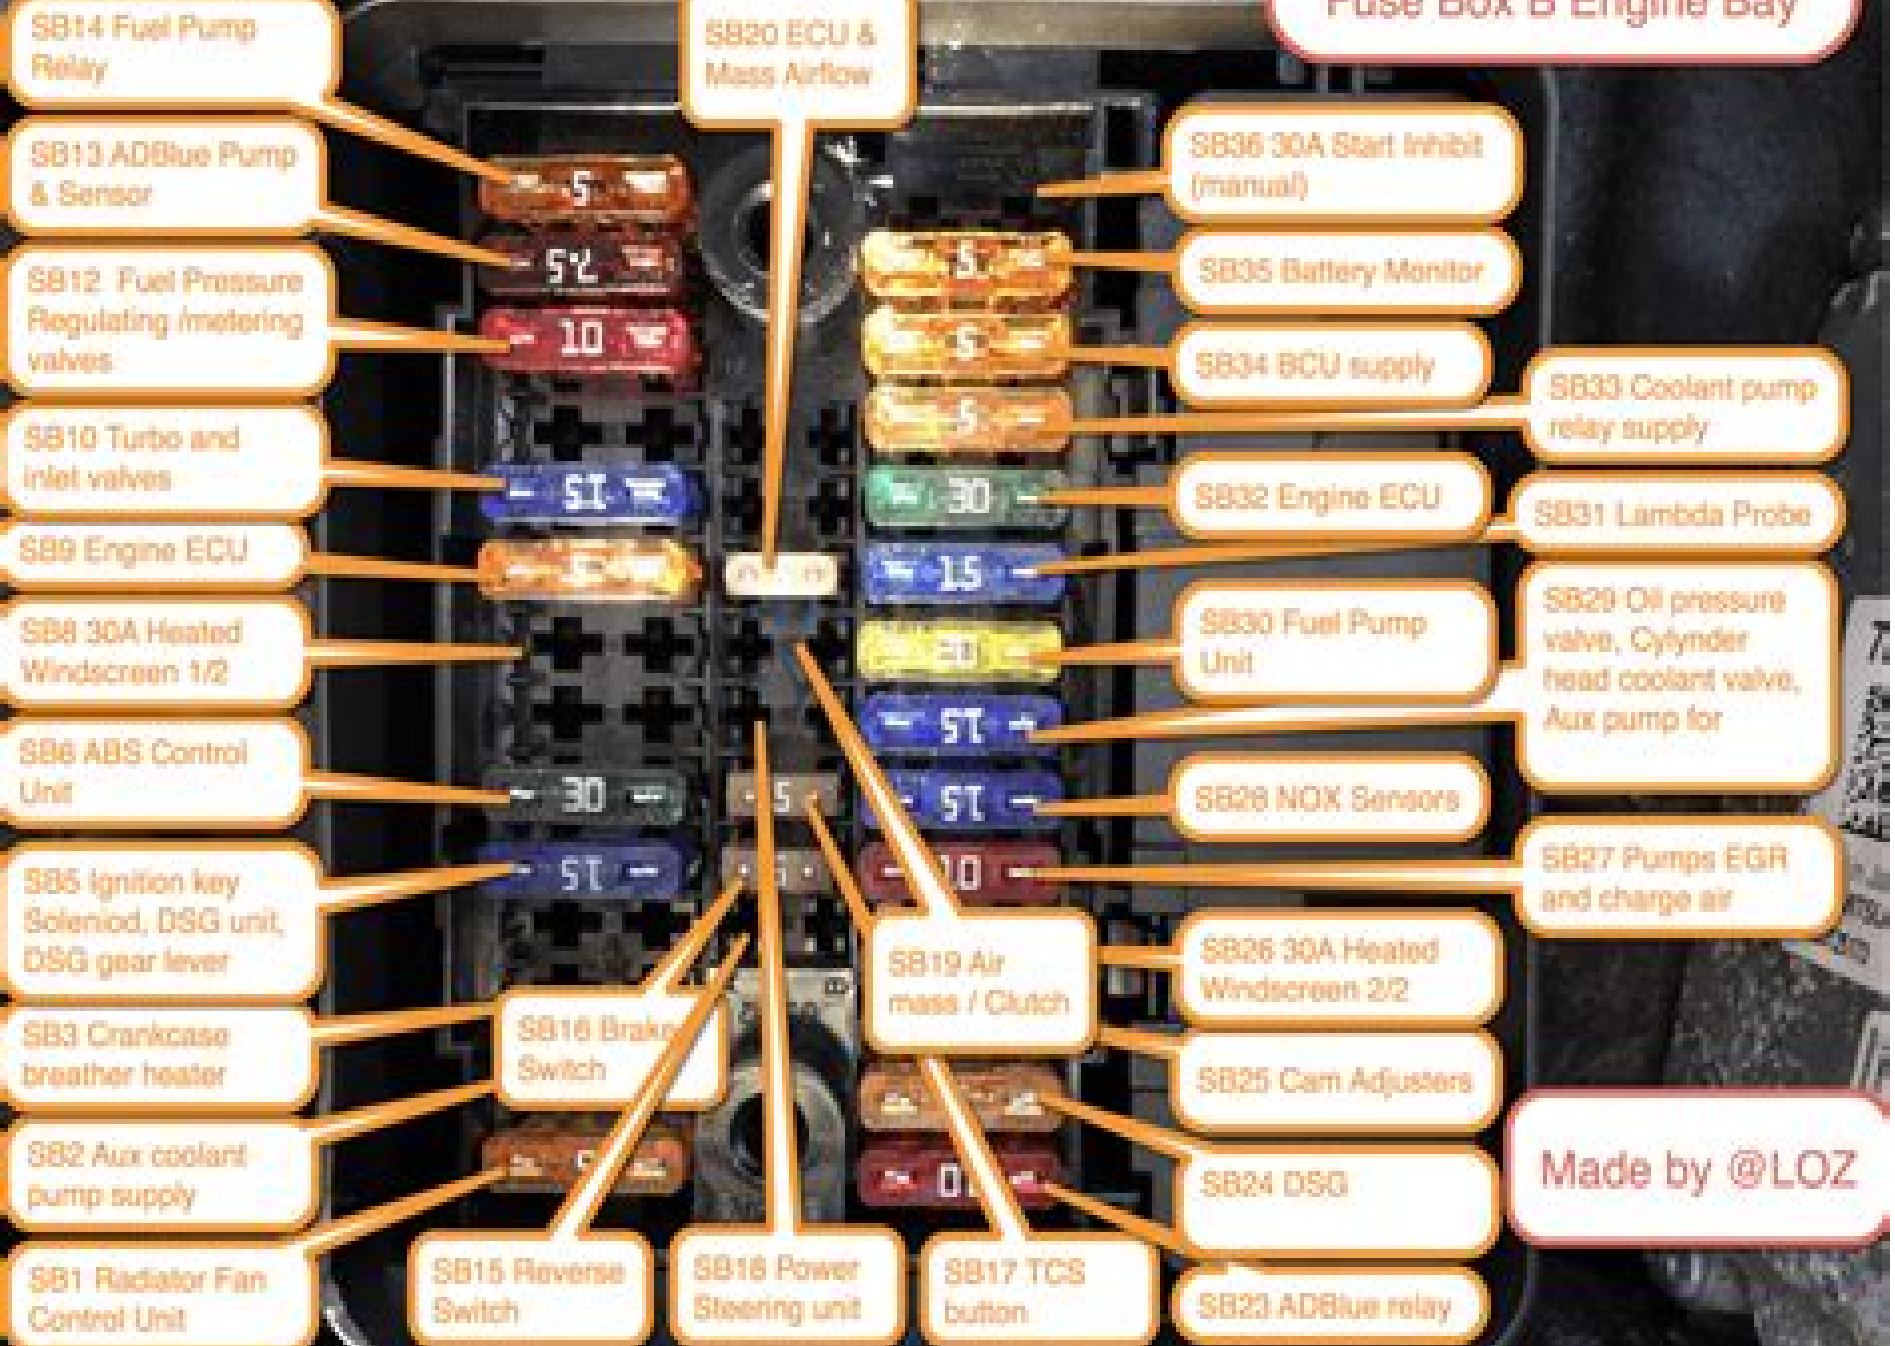 Fuse Box B Engine Bay
SB14 Fuel Pump
Relay
SB20 ECU &
Mass Airflow
SB13 ADBlue Pump
& Sensor
SB36 30A Start Inhibit
(manual)
SB12 Fuel Pressure
Regulating /metering
valves
SB35 Battery Monitor
SB34 BCU supply
SB33 Coolant pump
relay supply
SB10 Turbo and
inlet valves
SB32 Engine ECU
SB31 Lambda Probe
SB9 Engine ECU
SB8 30A Heated
Windscreen 1/2
SB30 Fuel Pump
Unit
SB29 Oil pressure
valve, Cylynder
head coolant valve,
Aux pump for
SB6 ABS Control
Unit
SB28 NOX Sensors
SB5 Ignition key
Soleniod, DSG unit,
DSG gear lever
SB27 Pumps EGR
and charge air
SB19 Air
mass / Clutch
SB26 30A Heated
Windscreen 2/2
SB3 Crankcase
breather heater
SB16 Brake
Switch
SB25 Cam Adjusters
SB2 Aux coolant
pump supply
SB24 DSG
Made by @LOZ
SB1 Radiator Fan
Control Unit
SB15 Reverse
Switch
SB18 Power
Steering unit
SB17 TCS
button
SB23 ADBlue relay
5
7.5
10
15
30
15
5
5
5
30
15
15
15
10
10
5
B